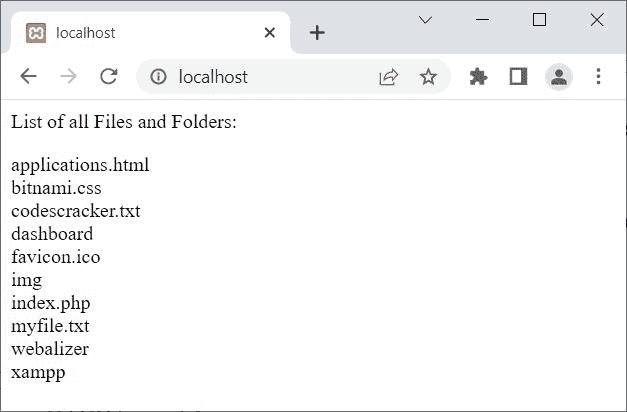 localhost
localhost
List of all Files and Folders:
applications.html
bitnami.css
codescracker.txt
dashboard
favicon.ico
img
index.php
myfile.txt
webalizer
xampp